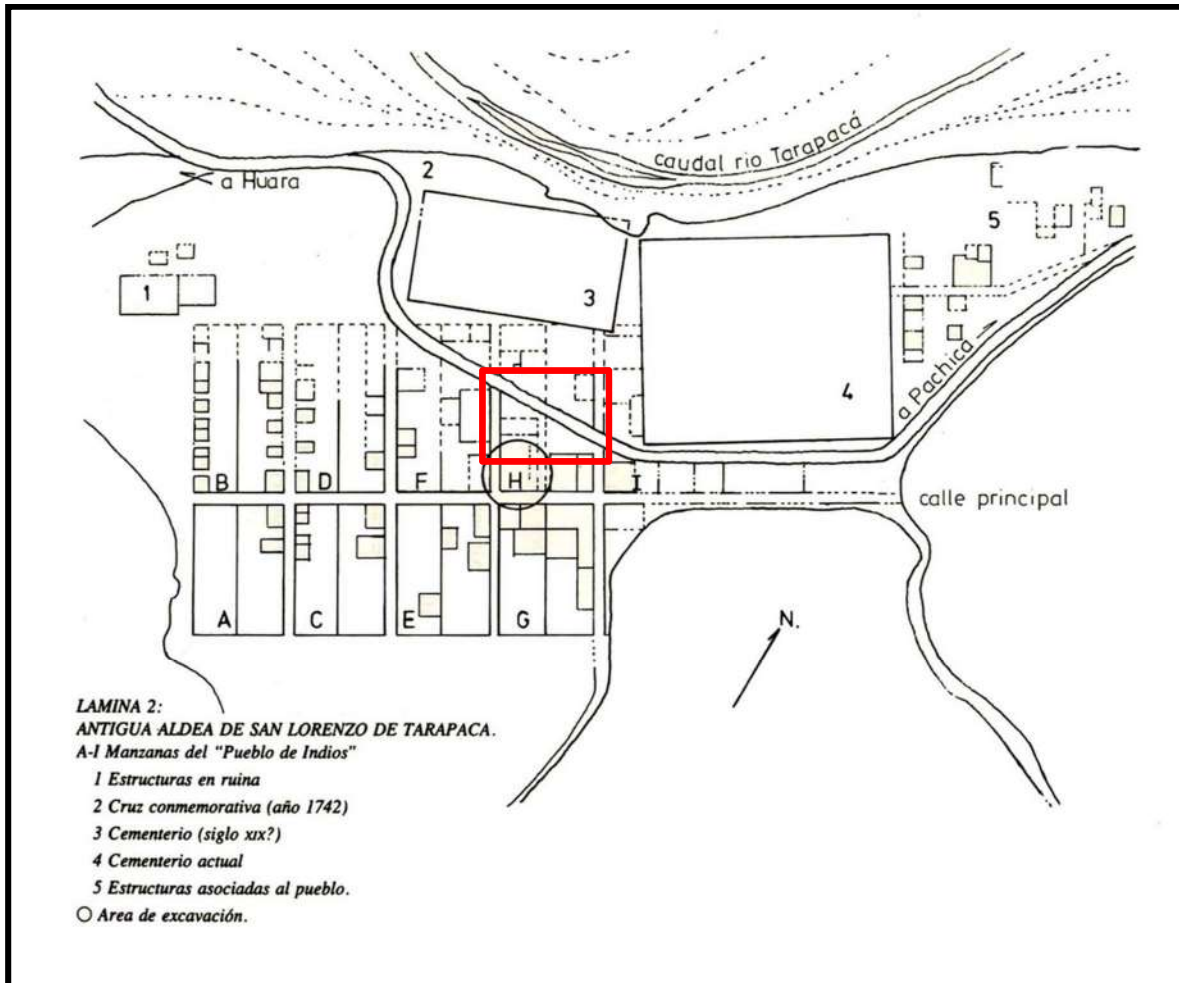 caudal rio Tarapacá
a Huara
2
5
1
3
4
a Pachica
B
D
F
H
I
calle principal
A
C
E
G
N.
LAMINA 2:
ANTIGUA ALDEA DE SAN LORENZO DE TARAPACA.
A-I Manzanas del "Pueblo de Indios"
1 Estructuras en ruina
2 Cruz conmemorativa (año 1742)
3 Cementerio (siglo XIX?)
4 Cementerio actual
5 Estructuras asociadas al pueblo.
Area de excavación.